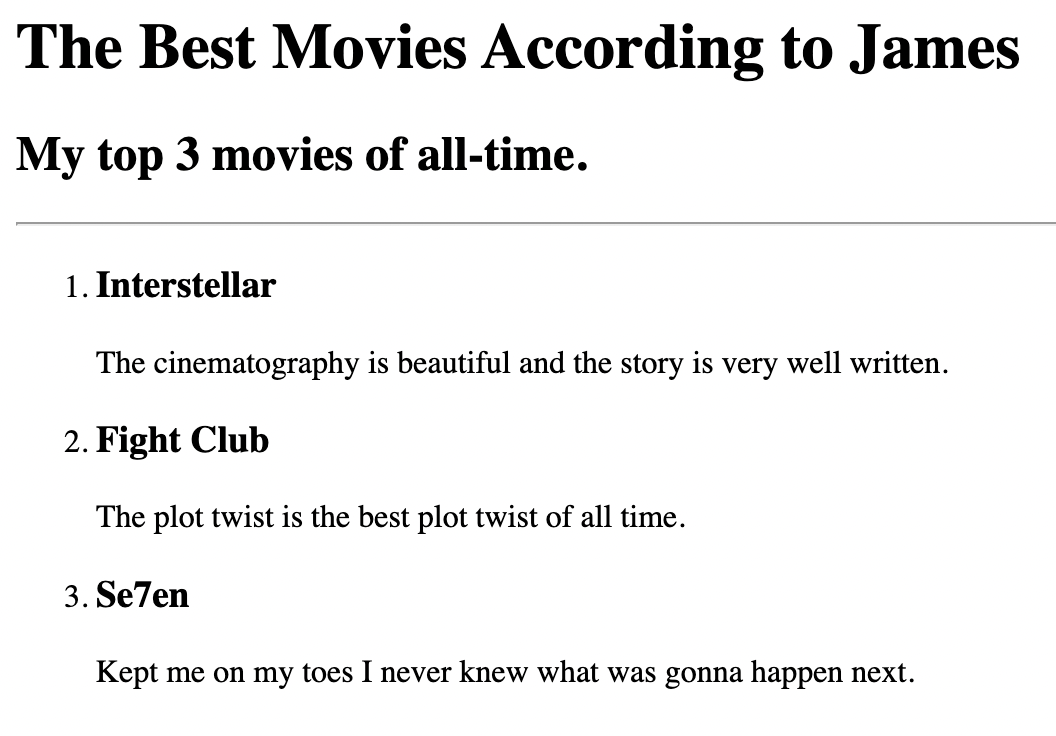 The Best Movies According to James
My top 3 movies of all-time.
1. Interstellar
The cinematography is beautiful and the story is very well written.
2. Fight Club
The plot twist is the best plot twist of all time.
3. Se7en
Kept me on my toes I never knew what was gonna happen next.